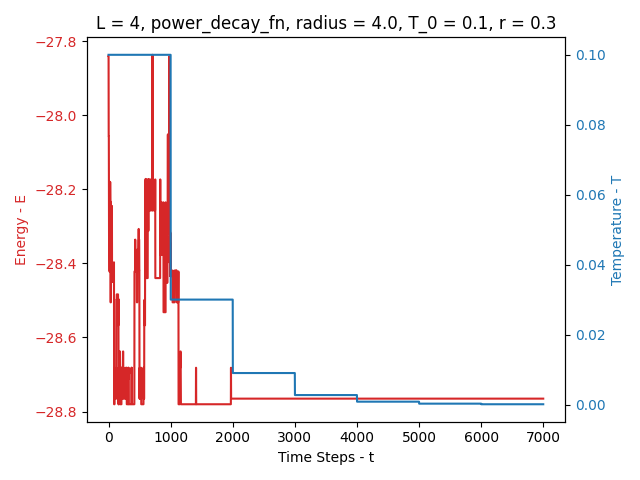 L = 4, power_decay_fn, radius = 4.0, T_0 = 0.1, r = 0.3
−27.8
−28.0
−28.2
−28.4
−28.6
−28.8
Energy - E
0.10
0.08
0.06
0.04
0.02
0.00
Temperature - T
0 1000 2000 3000 4000 5000 6000 7000
Time Steps - t